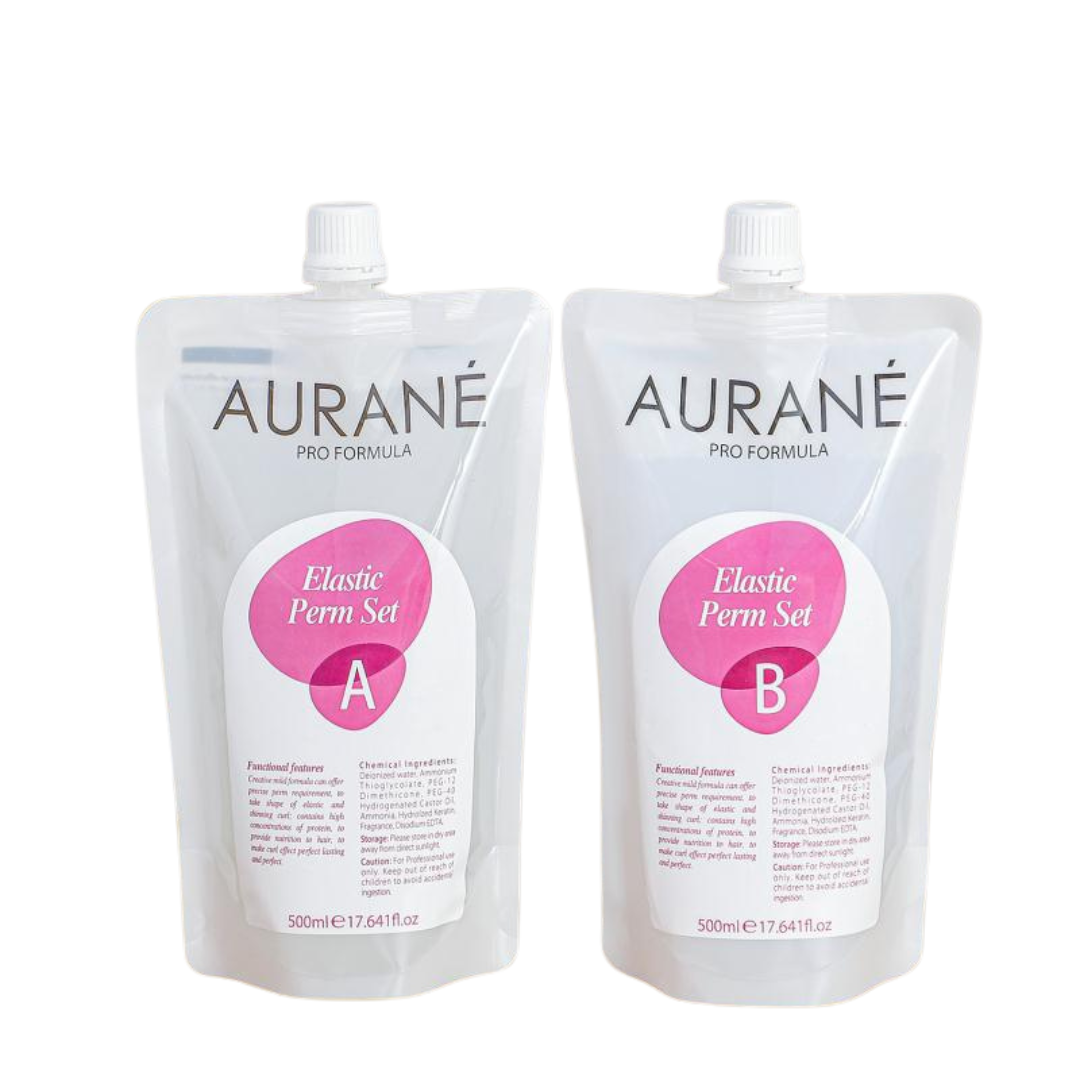 AURANÉ
PRO FORMULA
Elastic
Perm Set
A
Functional features
Creative mild formula can offer
precise perm requirement, to
take shape of elastic and
shinning curl; contains high
concentrations of protein, to
provide nutrition to hair, to
make curl effect perfect lasting
and perfect.
Chemical Ingredients:
Deionized water, Ammonium
Thioglycolate, PEG-12
Dimethicone, PEG-40
Hydrogenated Castor Oil,
Ammonia, Hydrolized Keratin,
Fragrance, Disodium EDTA.
Storage: Please store in dry area
away from direct sunlight.
Caution: For Professional use
only. Keep out of reach of
children to avoid accidental
ingestion.
500ml e 17.641fl.oz
AURANÉ
PRO FORMULA
Elastic
Perm Set
B
Functional features
Creative mild formula can offer
precise perm requirement, to
take shape of elastic and
shinning curl; contains high
concentrations of protein, to
provide nutrition to hair, to
make curl effect perfect lasting
and perfect.
Chemical Ingredients:
Deionized water, Ammonium
Thioglycolate, PEG-12
Dimethicone, PEG-40
Hydrogenated Castor Oil,
Ammonia, Hydrolized Keratin,
Fragrance, Disodium EDTA.
Storage: Please store in dry area
away from direct sunlight.
Caution: For Professional use
only. Keep out of reach of
children to avoid accidental
ingestion.
500ml e 17.641fl.oz